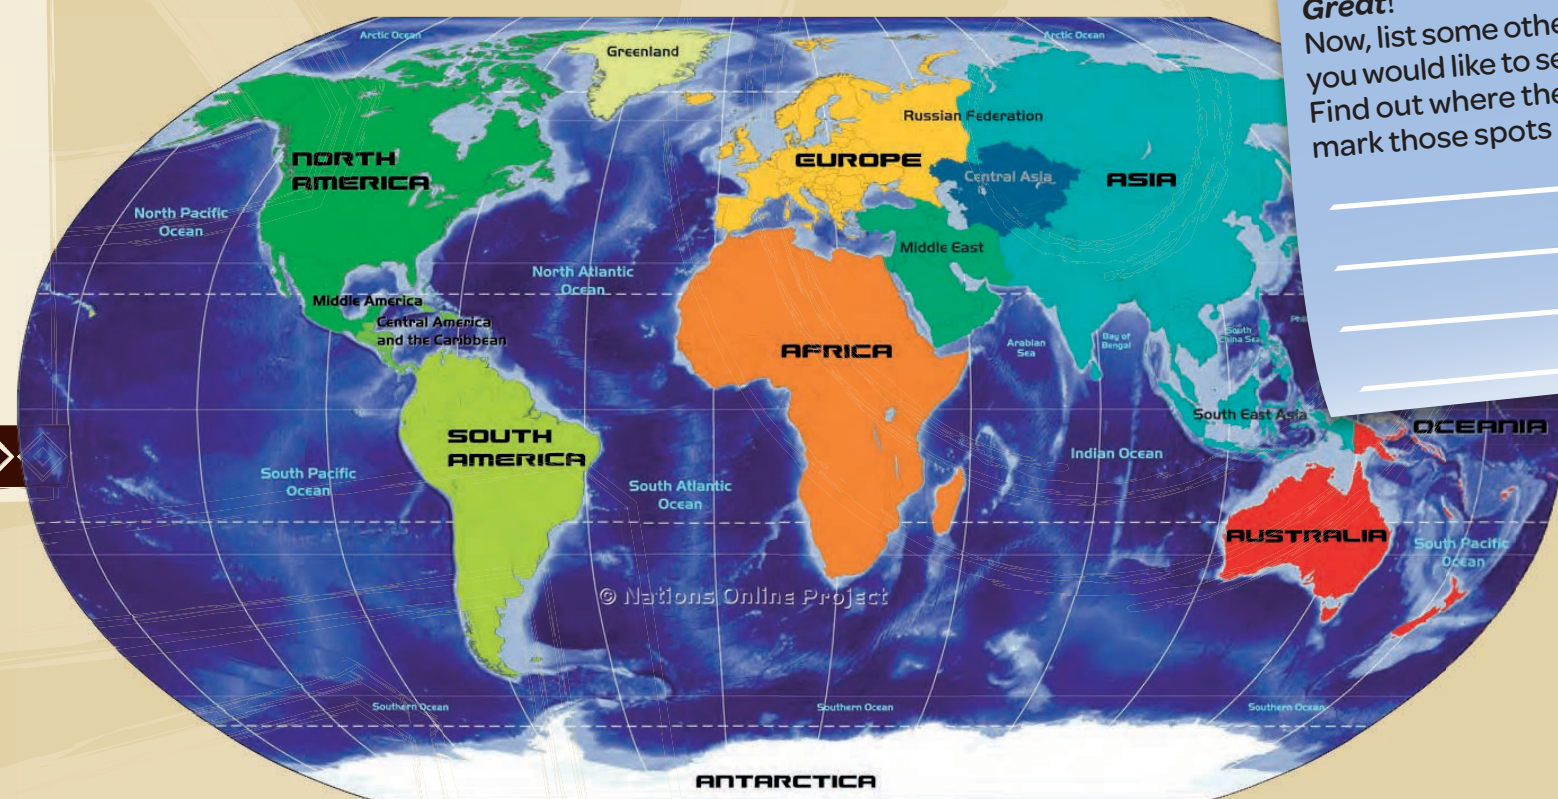 Great!
Now, list some othe
you would like to se
Find out where the
mark those spots
Arctic Ocean
Arctic Ocean
Greenland
Russian Federation
NORTH
AMERICA
EUROPE
Central Asia
ASIA
North Pacific
Ocean
Middle East
North Atlantic
Ocean
Middle America
Central America
and the Caribbean
AFRICA
Arabian
Sea
Bay of
Bengal
South
China Sea
Phi
South East Asia
OCEANIA
SOUTH
AMERICA
South Pacific
Ocean
South Atlantic
Ocean
Indian Ocean
AUSTRALIA
South Pacific
Ocean
© Nations Online Project
Southern Ocean
Southern Ocean
Southern Ocean
ANTARCTICA